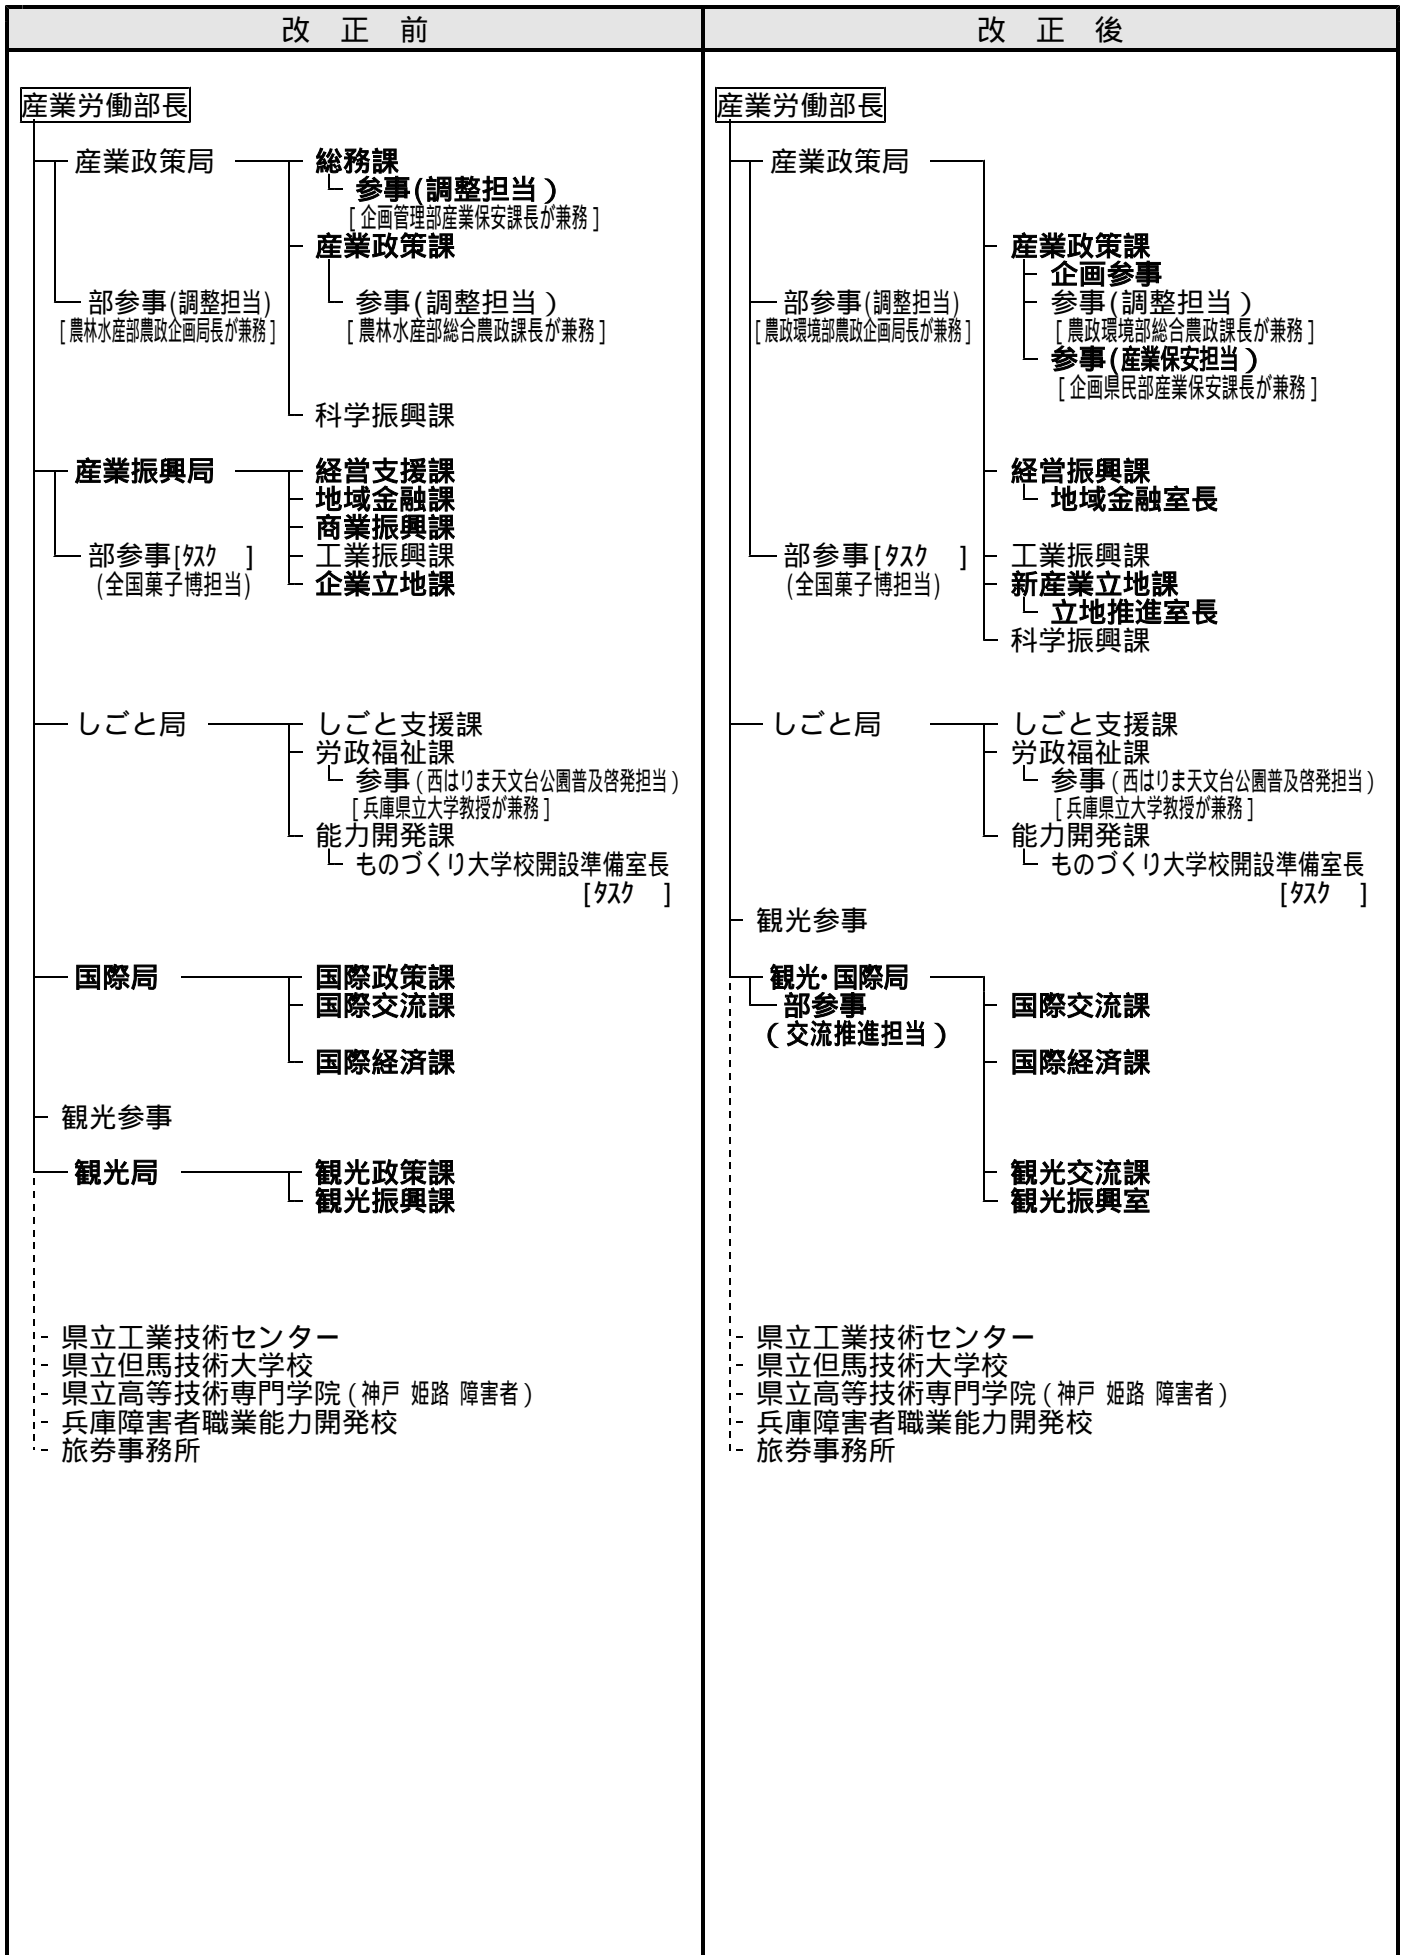 改 正 前
産業労働部長
産業政策局
総務課
参事(調整担当)
[企画管理部産業保安課長が兼務]
産業政策課
部参事(調整担当)
参事(調整担当)
[農林水産部農政企画局長が兼務]
[農林水産部総合農政課長が兼務]
科学振興課
産業振興局
経営支援課
地域金融課
商業振興課
部参事[タスク ]
工業振興課
(全国菓子博担当)
企業立地課
しごと局
しごと支援課
労政福祉課
参事(西はりま天文台公園普及啓発担当)
[兵庫県立大学教授が兼務]
能力開発課
ものづくり大学校開設準備室長
[タスク ]
国際局
国際政策課
国際交流課
国際経済課
観光参事
観光局
観光政策課
観光振興課
県立工業技術センター
県立但馬技術大学校
県立高等技術専門学院(神戸 姫路 障害者)
兵庫障害者職業能力開発校
旅券事務所
改 正 後
産業労働部長
産業政策局
産業政策課
企画参事
部参事(調整担当)
参事(調整担当)
[農政環境部農政企画局長が兼務]
[農政環境部総合農政課長が兼務]
参事(産業保安担当)
[企画県民部産業保安課長が兼務]
経営振興課
地域金融室長
部参事[タスク ]
工業振興課
(全国菓子博担当)
新産業立地課
立地推進室長
科学振興課
しごと局
しごと支援課
労政福祉課
参事(西はりま天文台公園普及啓発担当)
[兵庫県立大学教授が兼務]
能力開発課
ものづくり大学校開設準備室長
[タスク ]
観光参事
観光・国際局
部参事
国際交流課
(交流推進担当)
国際経済課
観光交流課
観光振興室
県立工業技術センター
県立但馬技術大学校
県立高等技術専門学院(神戸 姫路 障害者)
兵庫障害者職業能力開発校
旅券事務所